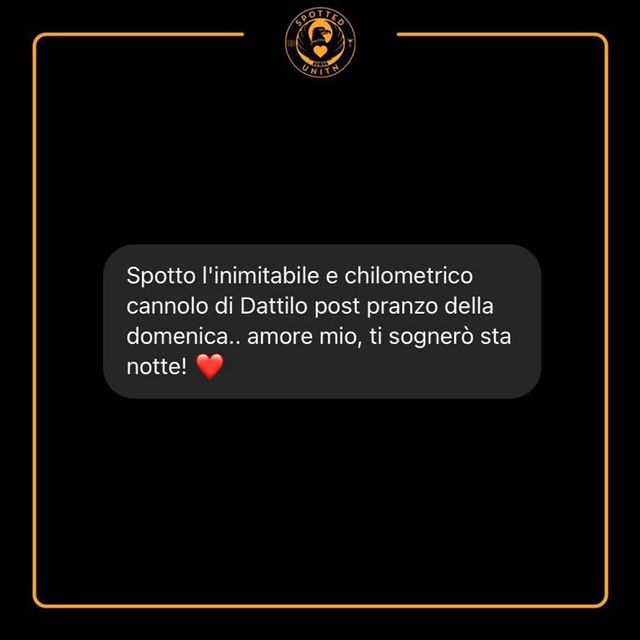 SPOTTED
UNITN
Spotto l'inimitabile e chilometrico
cannolo di Dattilo post pranzo della
domenica.. amore mio, ti sognerò sta
notte! ❤️